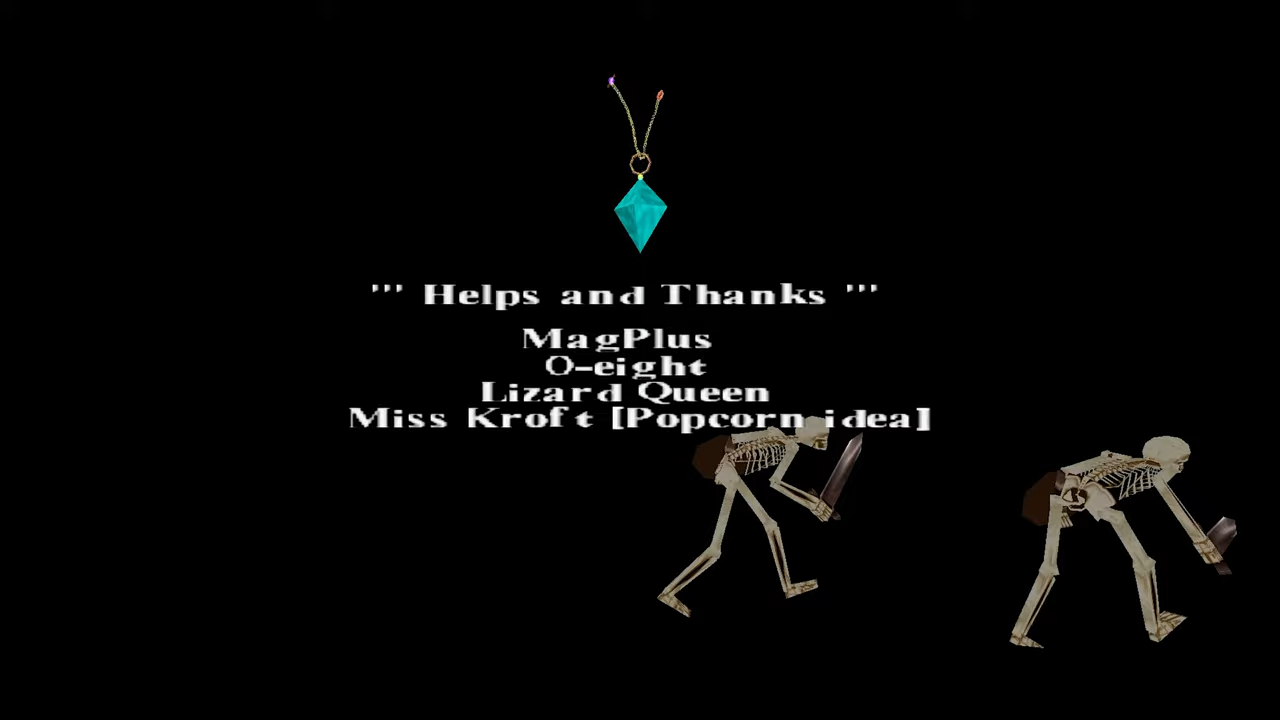 ''' Helps and Thanks '''
MagPlus
O-eight
Lizard Queen
Miss Kroft [Popcorn idea]